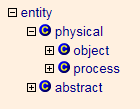 entity
C physical
C object
C process
C abstract